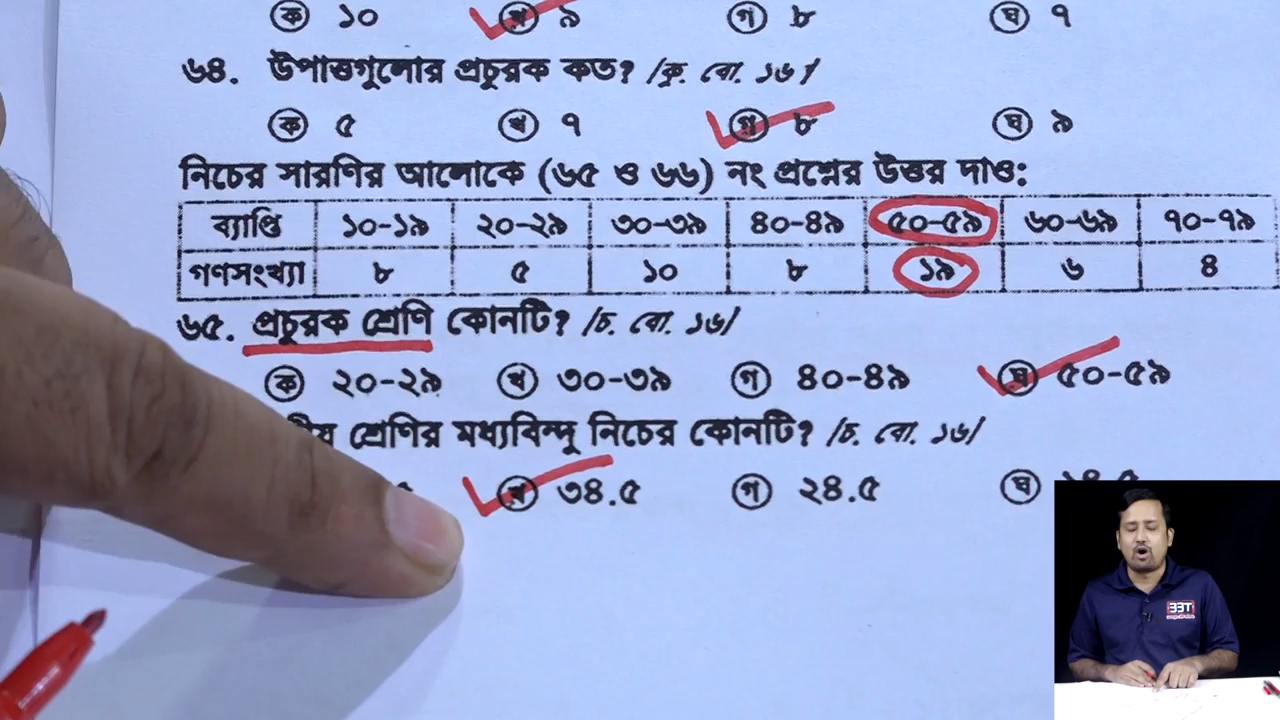 ক ১০ খ ৯ গ ৮ ঘ ৭
৬৪. উপাত্তগুলোর প্রচুরক কত? [কু. বো. ১৬]
ক ৫ খ ৭ গ ৮ ঘ ৯
নিচের সারণির আলোকে (৬৫ ও ৬৬) নং প্রশ্নের উত্তর দাও:
ব্যাপ্তি ১০-১৯ ২০-২৯ ৩০-৩৯ ৪০-৪৯ ৫০-৫৯ ৬০-৬৯ ৭০-৭৯
গণসংখ্যা ৮ ৫ ১০ ৮ ১৯ ৬ ৪
৬৫. প্রচুরক শ্রেণি কোনটি? [চ. বো. ১৬]
ক ২০-২৯ খ ৩০-৩৯ গ ৪০-৪৯ ঘ ৫০-৫৯
শ্রেণির মধ্যবিন্দু নিচের কোনটি? [চ. বো. ১৬]
খ ৩৪.৫ গ ২৪.৫ ঘ